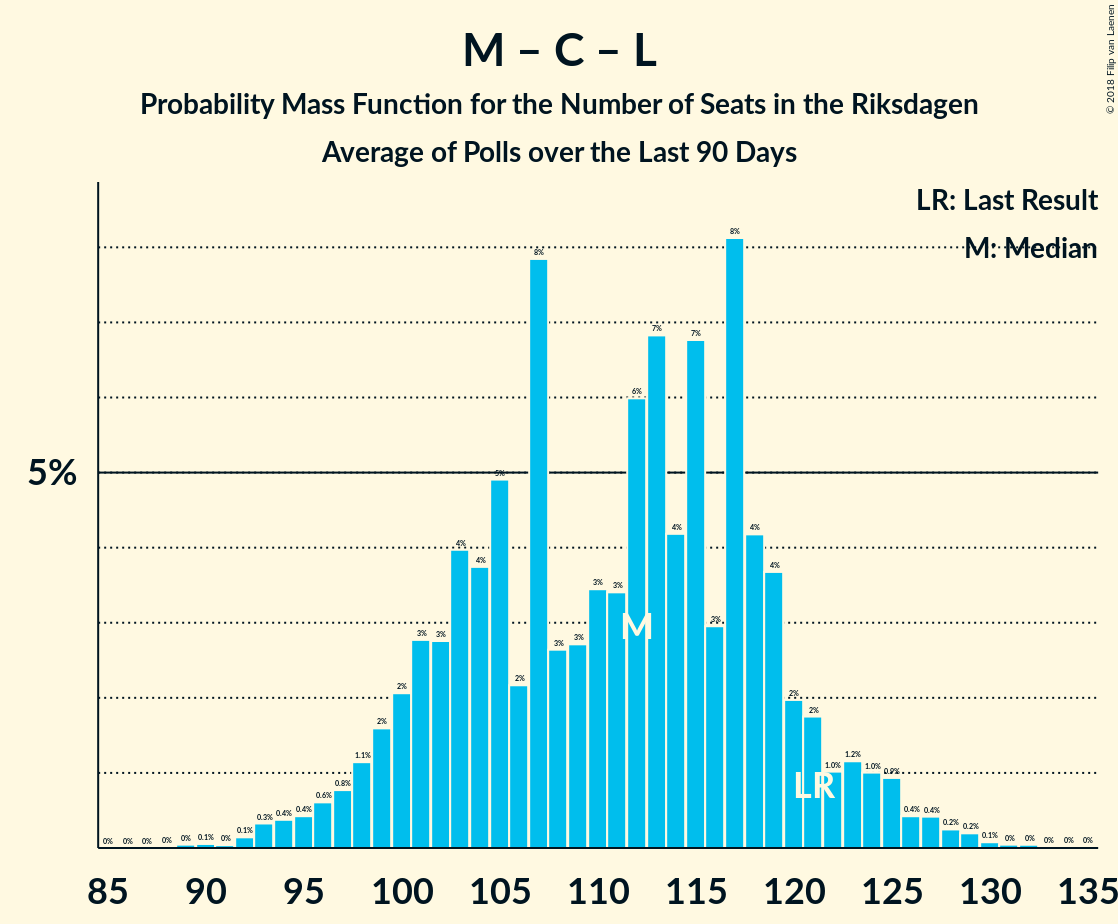 M – C – L
Probability Mass Function for the Number of Seats in the Riksdagen
Average of Polls over the Last 90 Days
© 2018 Filip van Laenen
LR: Last Result
M: Median
5%
0% 0% 0% 0% 0% 0.1% 0% 0.1% 0.3% 0.4% 0.4% 0.6% 0.8% 1.1% 2% 2% 3% 3% 4% 4% 5% 2% 8% 3% 3% 3% 3% 6% 7% 4% 7% 3% 8% 4% 4% 2% 2% 1.0% 1.2% 1.0% 0.9% 0.4% 0.4% 0.2% 0.2% 0.1% 0% 0% 0% 0% 0%
M
LR
85 90 95 100 105 110 115 120 125 130 135